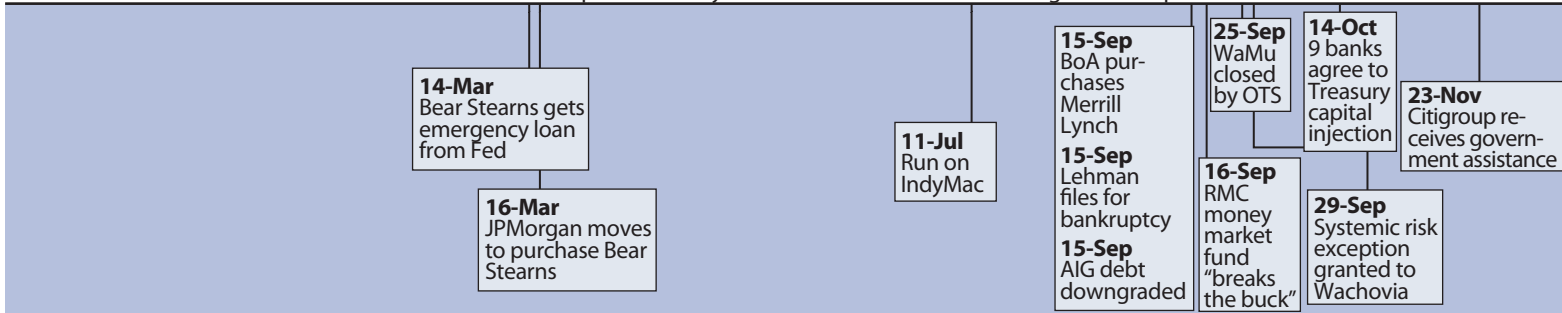 14-Mar
Bear Stearns gets
emergency loan
from Fed
16-Mar
JPMorgan moves
to purchase Bear
Stearns
11-Jul
Run on
IndyMac
15-Sep
BoA pur-
chases
Merrill
Lynch
15-Sep
Lehman
files for
bankruptcy
15-Sep
AIG debt
downgraded
16-Sep
RMC
money
market
fund
“breaks
the buck”
25-Sep
WaMu
closed
by OTS
29-Sep
Systemic risk
exception
granted to
Wachovia
14-Oct
9 banks
agree to
Treasury
capital
injection
23-Nov
Citigroup re-
ceives govern-
ment assistance